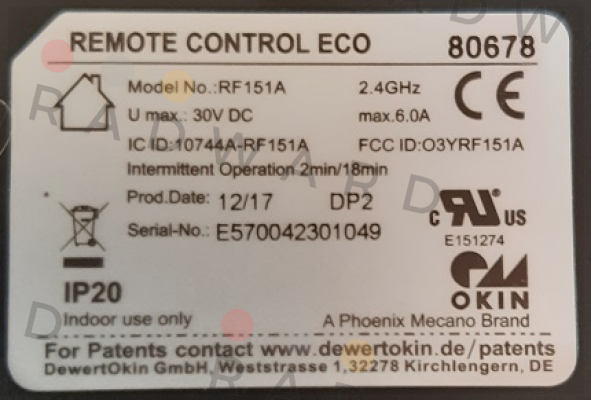 REMOTE CONTROL ECO 80678
Model No.:RF151A 2.4GHz
U max.: 30V DC max.6.0A
IC ID:10744A-RF151A FCC ID:O3YRF151A
Intermittent Operation 2min/18min
Prod.Date: 12/17 DP2
Serial-No.: E570042301049
CE
c RU US
E151274
IP20
OKIN
Indoor use only A Phoenix Mecano Brand
For Patents contact www.dewertokin.de/patents
DewertOkin GmbH, Weststrasse 1,32278 Kirchlengern, DE
RADWARD